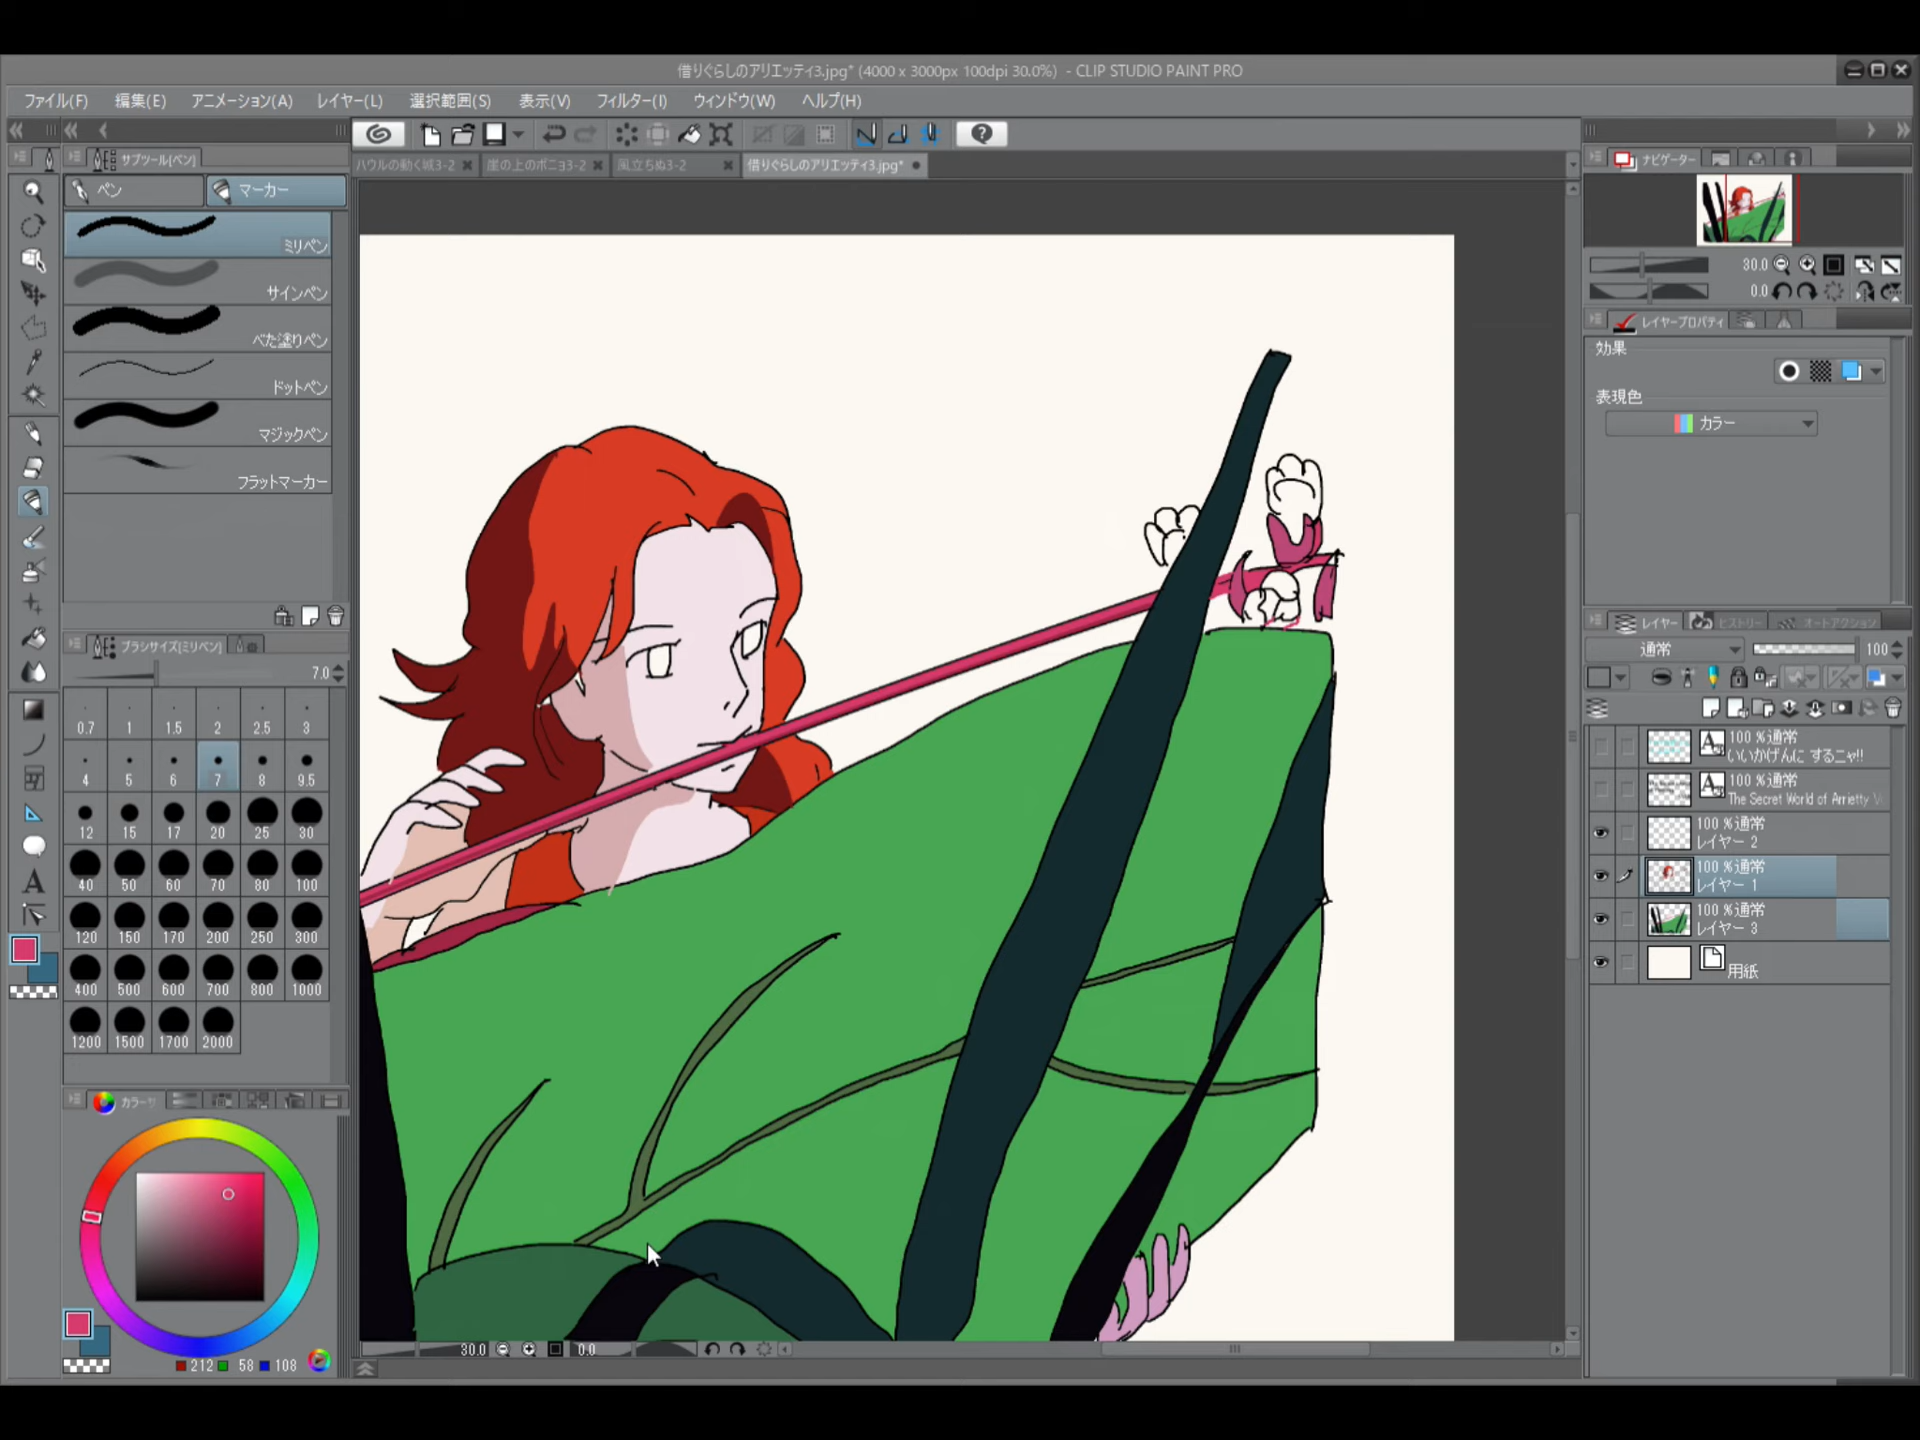 借りぐらしのアリエッティ3.jpg* (4000 x 3000px 100dpi 30.0%) - CLIP STUDIO PAINT PRO
ファイル(F) 編集(E) アニメーション(A) レイヤー(L) 選択範囲(S) 表示(V) フィルター(I) ウィンドウ(W) ヘルプ(H)
サブツール[ペン]
ハウルの動く城3-2 崖の上のポニョ3-2 風立ちぬ3-2 借りぐらしのアリエッティ3.jpg*
ナビゲーター
ペン マーカー
ミリペン
サインペン
べた塗りペン
ドットペン
マジックペン
フラットマーカー
30.0
0.0
レイヤープロパティ
効果
表現色
カラー
ブラシサイズ[ミリペン]
7.0
0.7 1 1.5 2 2.5 3
4 5 6 7 8 9.5
12 15 17 20 25 30
40 50 60 70 80 100
120 150 170 200 250 300
400 500 600 700 800 1000
1200 1500 1700 2000
レイヤー ヒストリー オートアクション
通常 100
100 %通常
いいかげんに するニャ!!
100 %通常
The Secret World of Arrietty
100 %通常
レイヤー 2
100 %通常
レイヤー 1
100 %通常
レイヤー 3
用紙
カラーサ
212 58 108
30.0 0.0